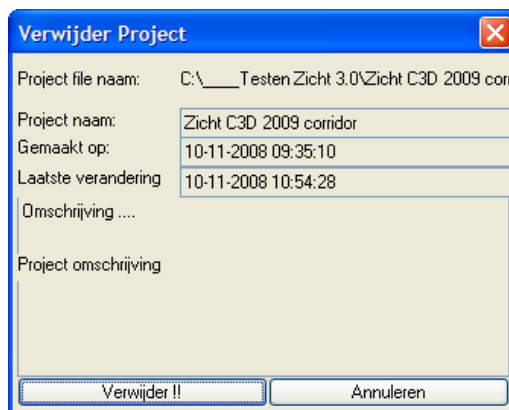 Verwijder Project
Project file naam: C:\____Testen Zicht 3.0\Zicht C3D 2009 corr
Project naam: Zicht C3D 2009 corridor
Gemaakt op: 10-11-2008 09:35:10
Laatste verandering 10-11-2008 10:54:28
Omschrijving ....
Project omschrijving
Verwijder !! Annuleren